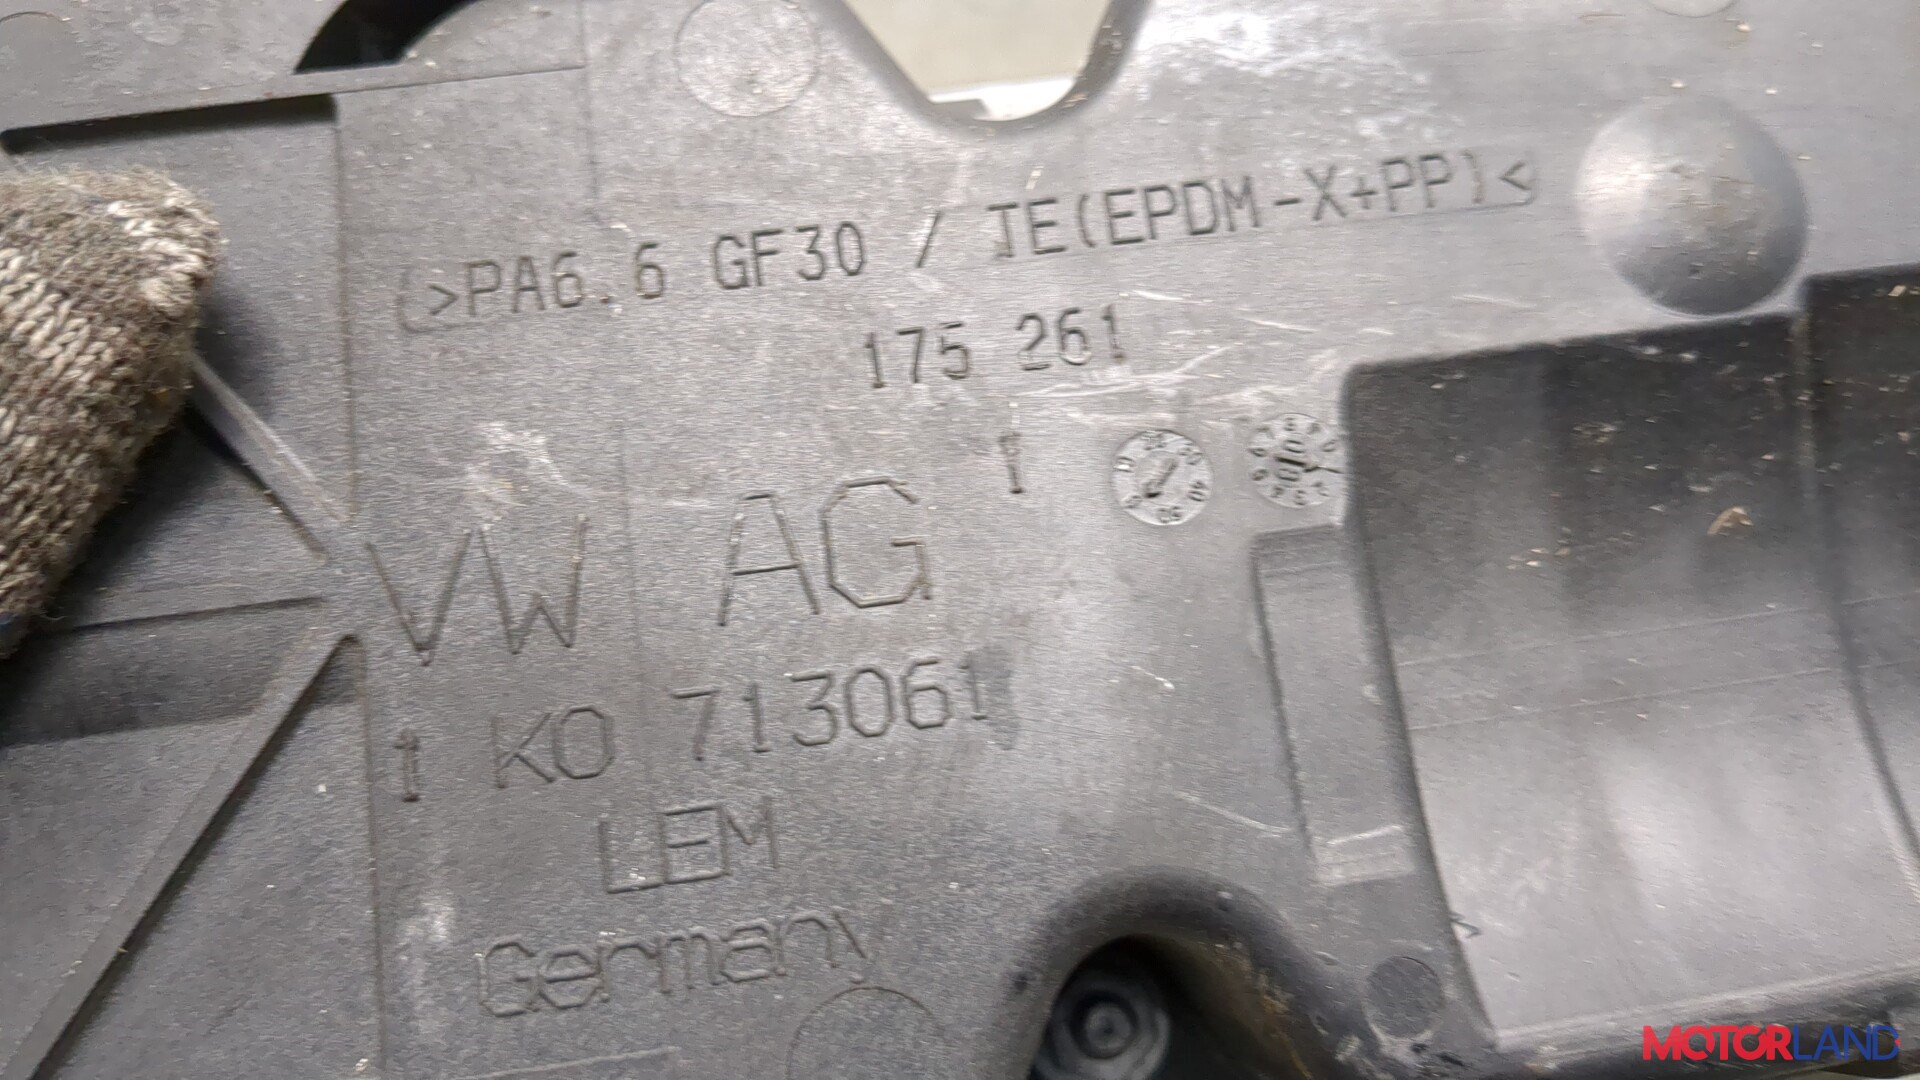 (>PA6.6 GF30 / TE(EPDM-X+PP)<
175 261
VW AG 1
1 K0 713061
LEM
Germany
MOTORLAND